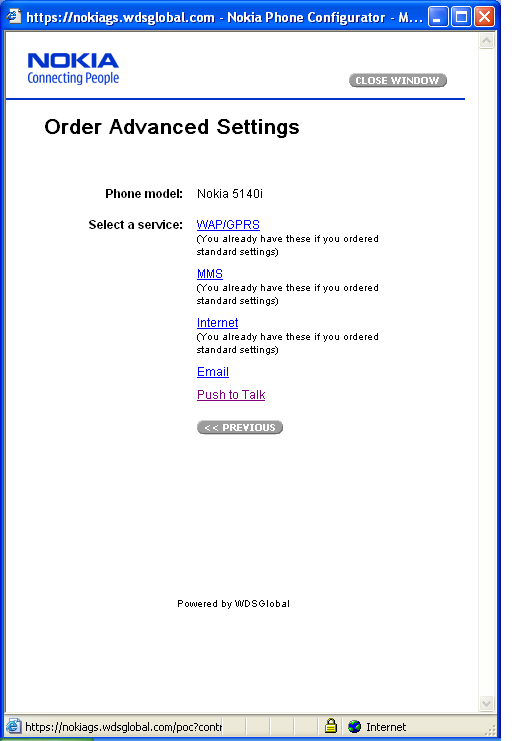 https://nokiags.wdsglobal.com - Nokia Phone Configurator - M...
NOKIA
Connecting People
CLOSE WINDOW
Order Advanced Settings
Phone model: Nokia 5140i
Select a service: WAP/GPRS
(You already have these if you ordered
standard settings)
MMS
(You already have these if you ordered
standard settings)
Internet
(You already have these if you ordered
standard settings)
Email
Push to Talk
<< PREVIOUS
Powered by WDSGlobal
https://nokiags.wdsglobal.com/poc?contr
Internet